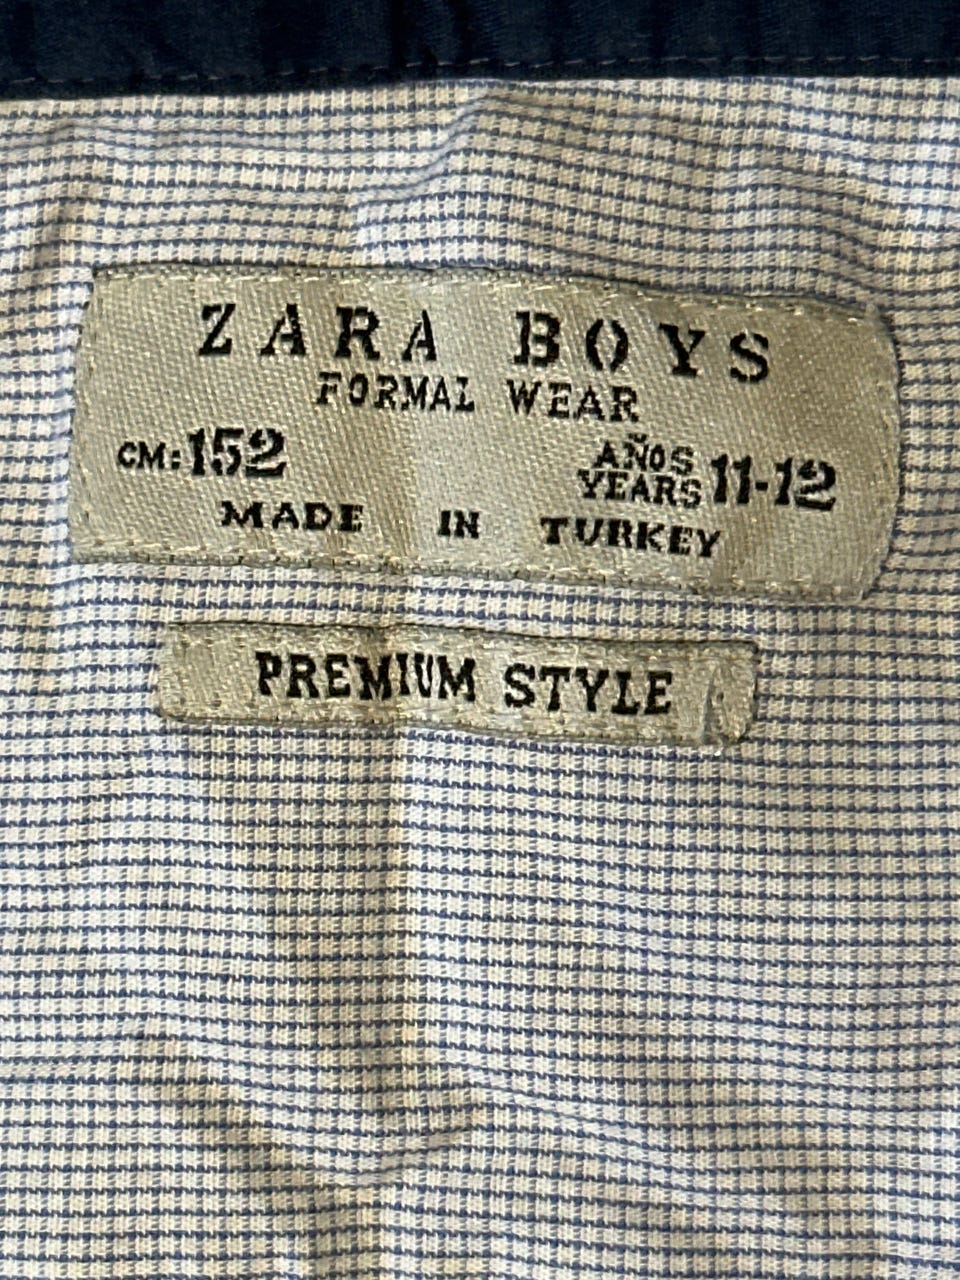 ZARA BOYS
FORMAL WEAR
CM: 152 AÑOS YEARS 11-12
MADE IN TURKEY
PREMIUM STYLE